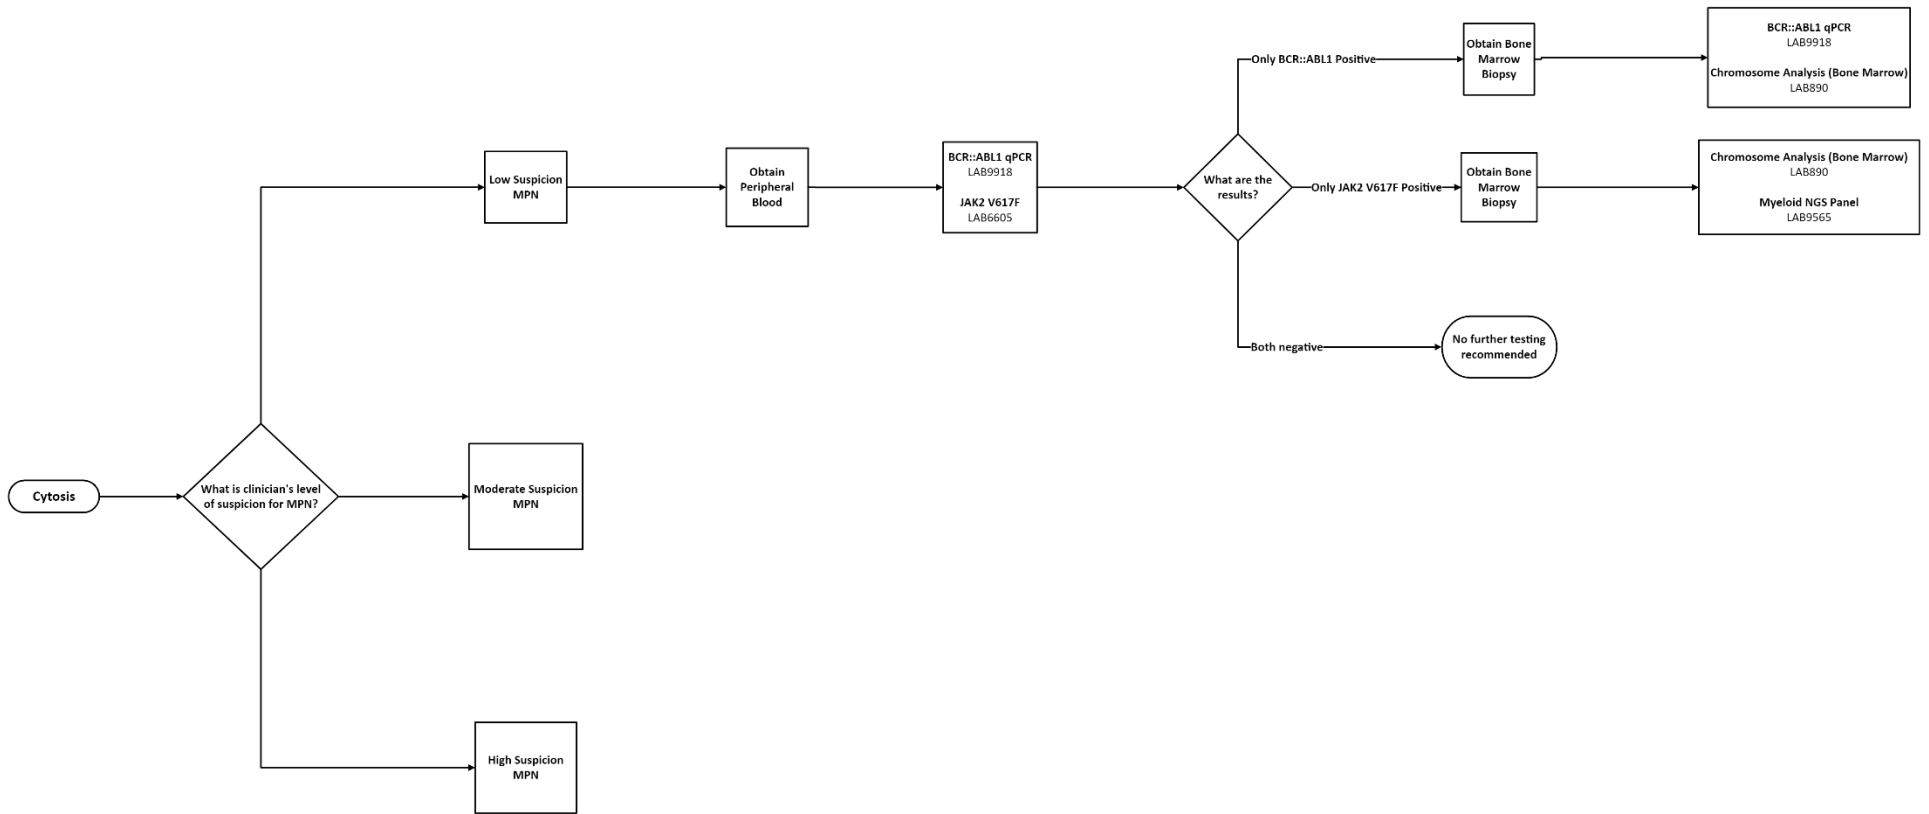 Cytosis
What is clinician's level
of suspicion for MPN?
Low Suspicion
MPN
Obtain
Peripheral
Blood
BCR::ABL1 qPCR
LAB9918
JAK2 V617F
LAB6605
What are the
results?
Only BCR::ABL1 Positive
Obtain Bone
Marrow
Biopsy
BCR::ABL1 qPCR
LAB9918
Chromosome Analysis (Bone Marrow)
LAB890
Only JAK2 V617F Positive
Obtain Bone
Marrow
Biopsy
Chromosome Analysis (Bone Marrow)
LAB890
Myeloid NGS Panel
LAB9565
Both negative
No further testing
recommended
Moderate Suspicion
MPN
High Suspicion
MPN